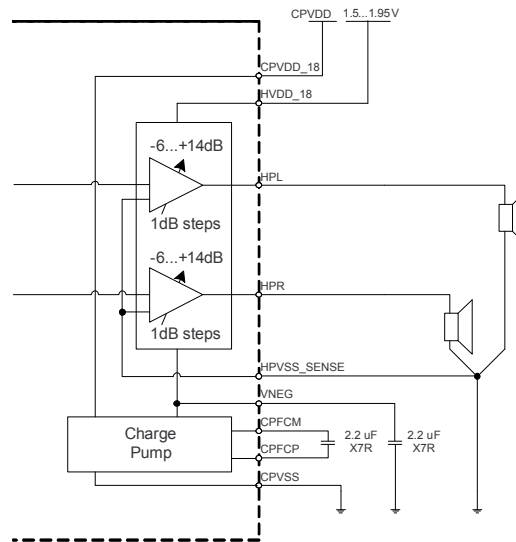 CPVDD 1.5...1.95V
CPVDD_18
HVDD_18
-6...+14dB
HPL
1dB steps
-6...+14dB
HPR
1dB steps
HPVSS_SENSE
VNEG
CPFCM
Charge
Pump
2.2 uF
X7R
2.2 uF
X7R
CPFCP
CPVSS